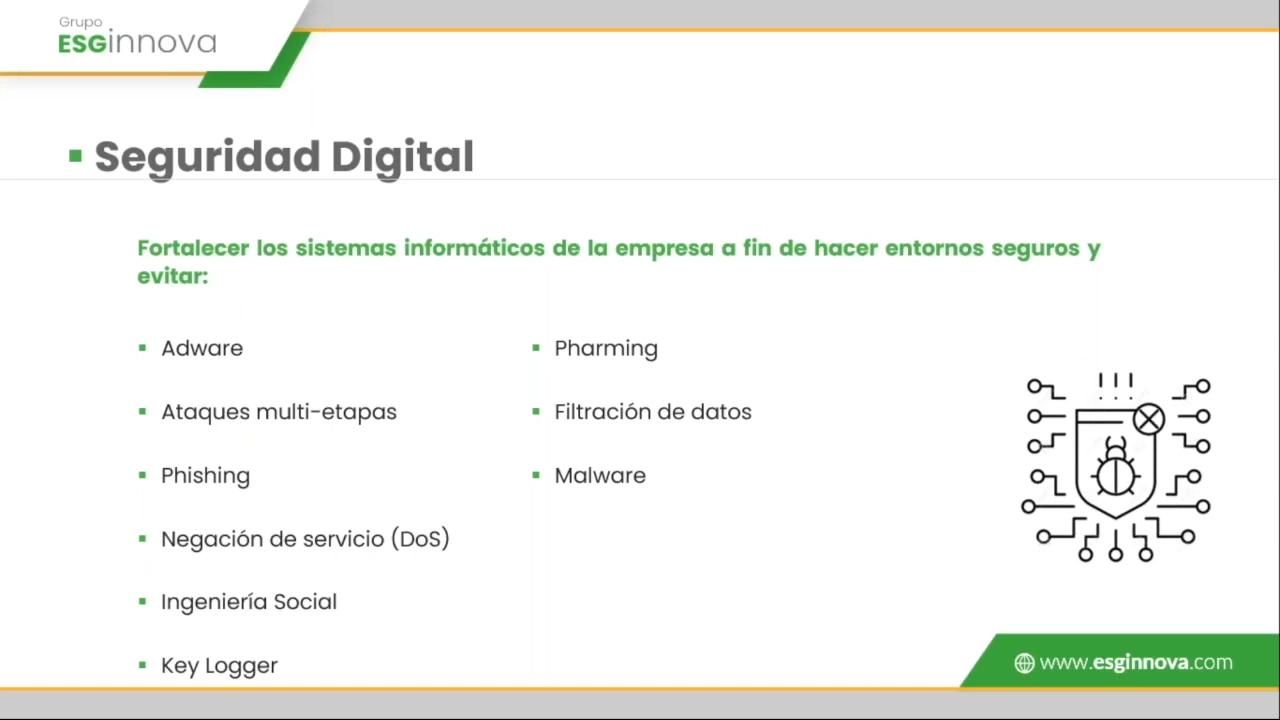 Grupo
ESGinnova
Seguridad Digital
Fortalecer los sistemas informáticos de la empresa a fin de hacer entornos seguros y
evitar:
Adware
Ataques multi-etapas
Phishing
Negación de servicio (DoS)
Ingeniería Social
Key Logger
Pharming
Filtración de datos
Malware
www.esginnova.com